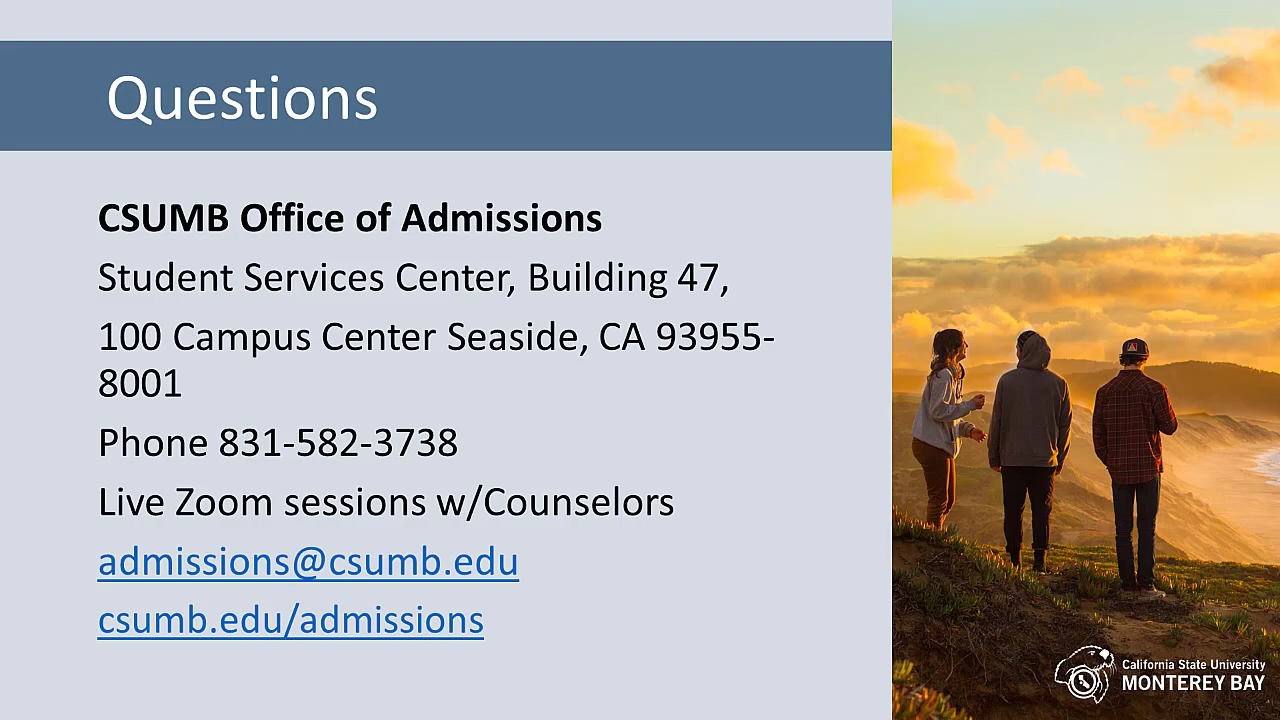 Questions
CSUMB Office of Admissions
Student Services Center, Building 47,
100 Campus Center Seaside, CA 93955-
8001
Phone 831-582-3738
Live Zoom sessions w/Counselors
admissions@csumb.edu
csumb.edu/admissions
California State University
MONTEREY BAY